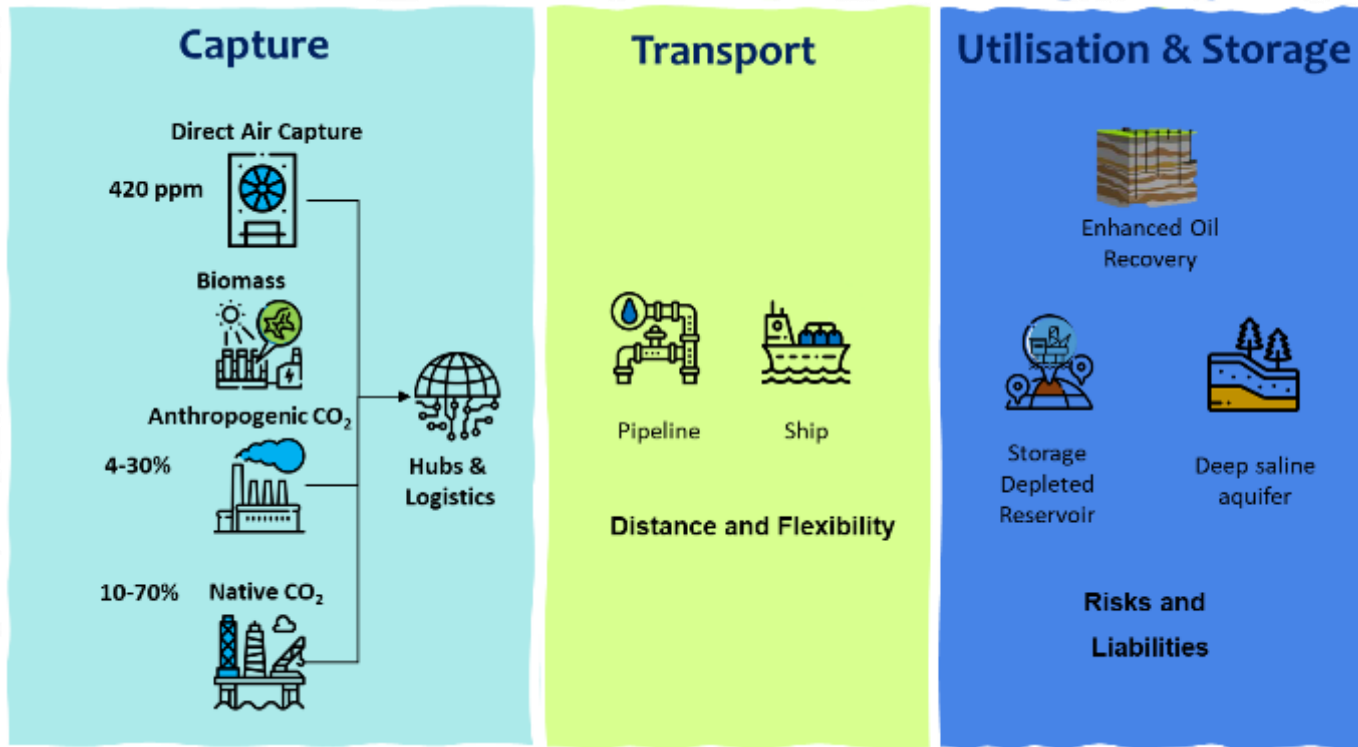 Capture
Direct Air Capture
420 ppm
Biomass
Anthropogenic CO₂
4-30%
Hubs &
Logistics
10-70%
Native CO₂
Transport
Pipeline
Ship
Distance and Flexibility
Utilisation & Storage
Enhanced Oil
Recovery
Storage
Depleted
Reservoir
Deep saline
aquifer
Risks and
Liabilities